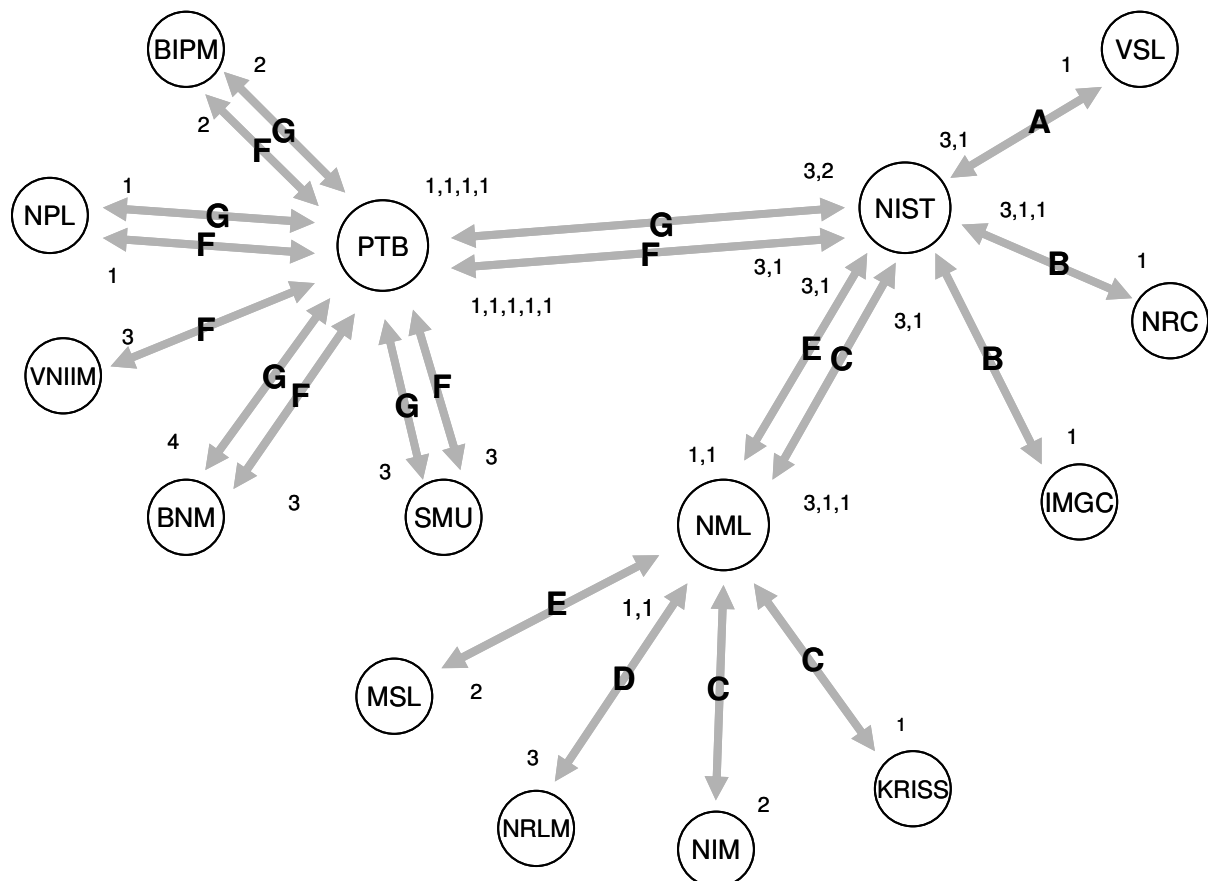 BIPM
2
VSL
1
2
G
A
F
3,1
3,2
1
1,1,1,1
3,1,1
NPL
G
G
NIST
PTB
F
F
B
1
1
3,1
3,1
1,1,1,1,1
3,1
NRC
VNIIM
3
F
E
C
B
G
F
F
G
4
3
3
1,1
1
3
3,1,1
BNM
SMU
NML
IMGC
E
1,1
D
C
C
MSL
2
3
1
2
NRLM
NIM
KRISS